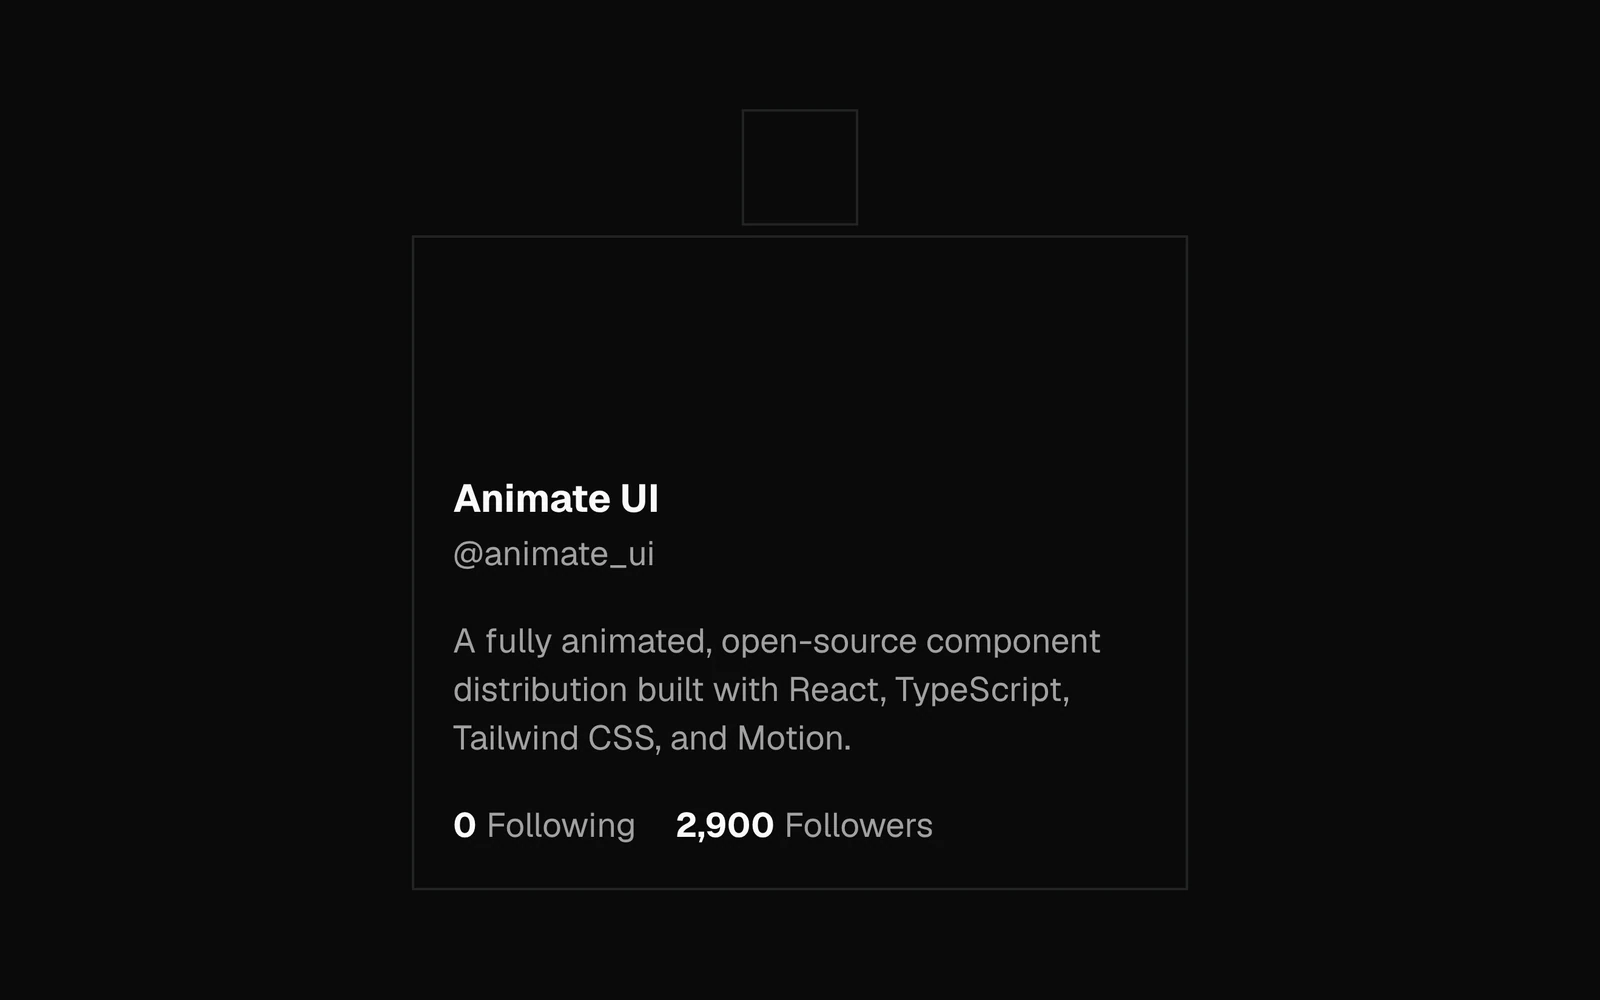 Animate UI
@animate_ui
A fully animated, open-source component
distribution built with React, TypeScript,
Tailwind CSS, and Motion.
0 Following 2,900 Followers